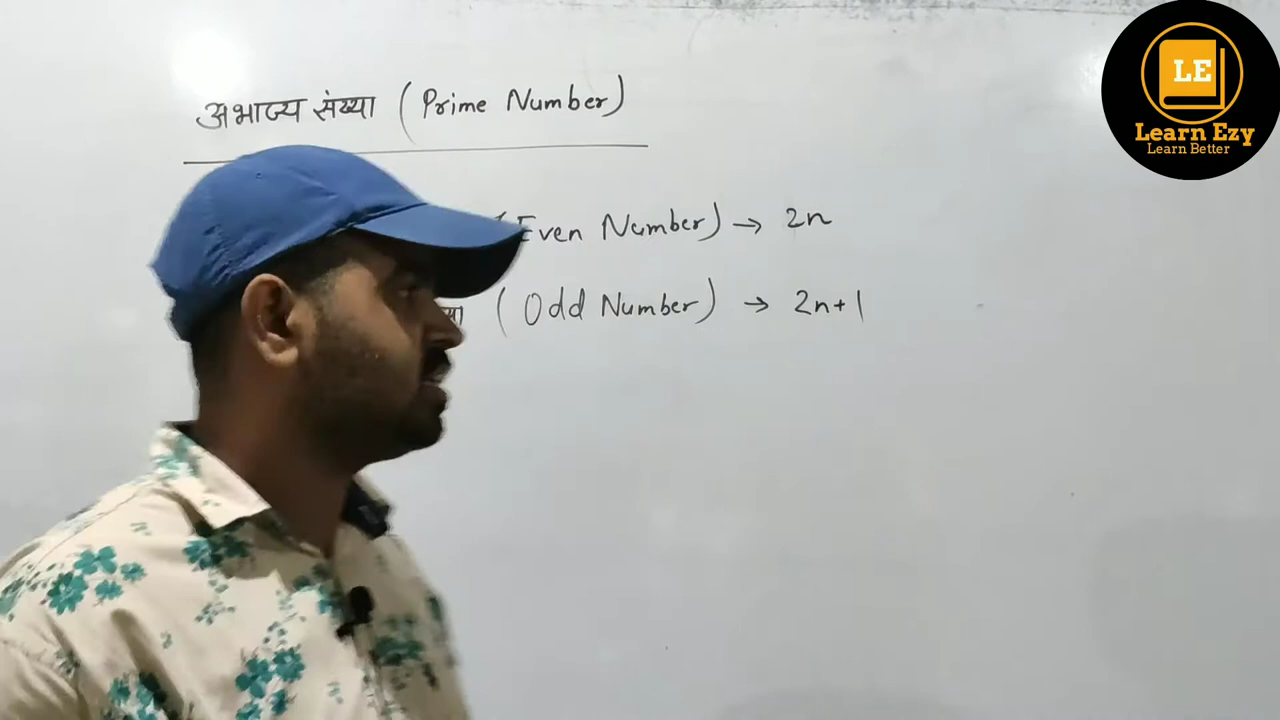 अभाज्य संख्या (Prime Number)
(Even Number) → 2n
(Odd Number) → 2n+1
LE
Learn Ezy
Learn Better